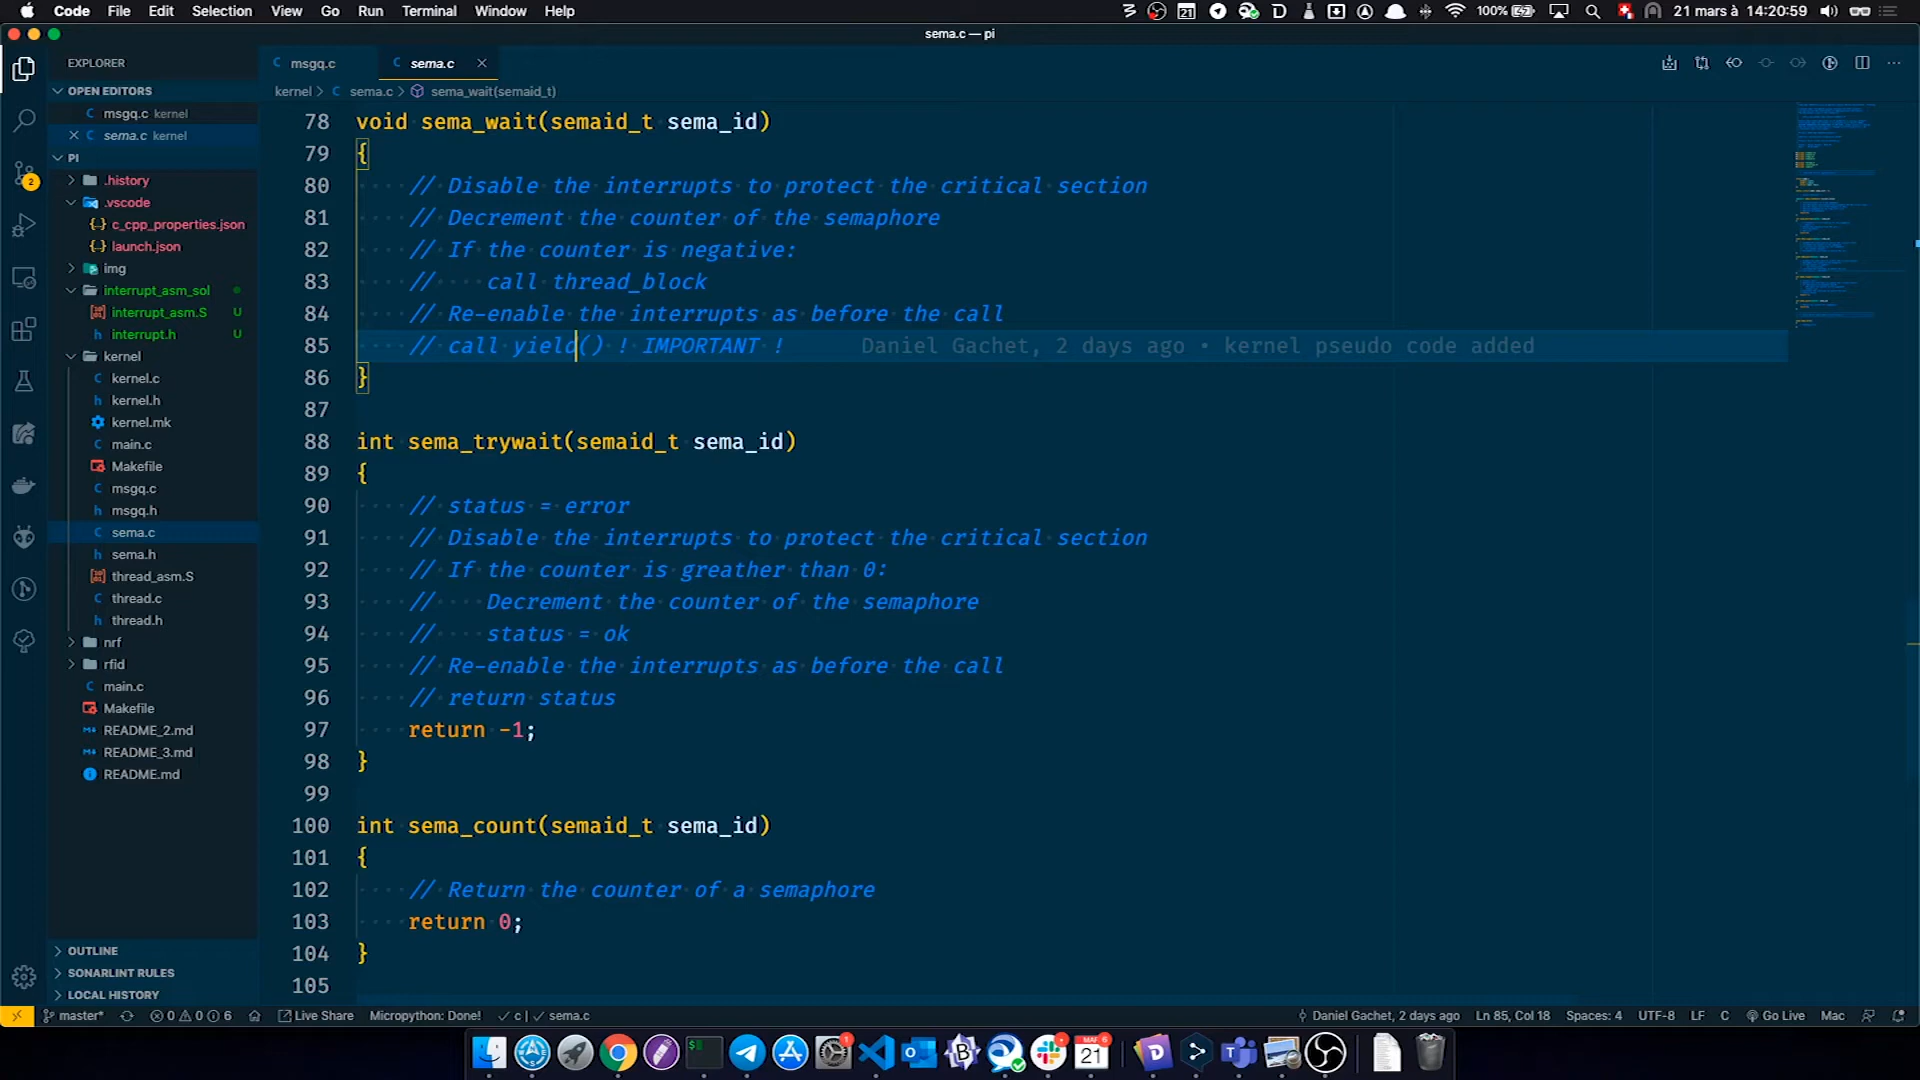 Code File Edit Selection View Go Run Terminal Window Help 100% 21 mars à 14:20:59
sema.c — pi
EXPLORER
OPEN EDITORS
msgq.c kernel
sema.c kernel
PI
.history
.vscode
c_cpp_properties.json
launch.json
img
interrupt_asm_sol
interrupt_asm.S U
interrupt.h U
kernel
kernel.c
kernel.h
kernel.mk
main.c
Makefile
msgq.c
msgq.h
sema.c
sema.h
thread_asm.S
thread.c
thread.h
nrf
rfid
main.c
Makefile
README_2.md
README_3.md
README.md
OUTLINE
SONARLINT RULES
LOCAL HISTORY
msgq.c
sema.c
kernel > sema.c > sema_wait(semaid_t)
78 void sema_wait(semaid_t sema_id)
79 {
80 // Disable the interrupts to protect the critical section
81 // Decrement the counter of the semaphore
82 // If the counter is negative:
83 // call thread_block
84 // Re-enable the interrupts as before the call
85 // call yield() ! IMPORTANT ! Daniel Gachet, 2 days ago • kernel pseudo code added
86 }
87
88 int sema_trywait(semaid_t sema_id)
89 {
90 // status = error
91 // Disable the interrupts to protect the critical section
92 // If the counter is greather than 0:
93 // Decrement the counter of the semaphore
94 // status = ok
95 // Re-enable the interrupts as before the call
96 // return status
97 return -1;
98 }
99
100 int sema_count(semaid_t sema_id)
101 {
102 // Return the counter of a semaphore
103 return 0;
104 }
105
master* 0 0 6 Live Share Micropython: Done! c | sema.c Daniel Gachet, 2 days ago Ln 85, Col 18 Spaces: 4 UTF-8 LF C Go Live Mac